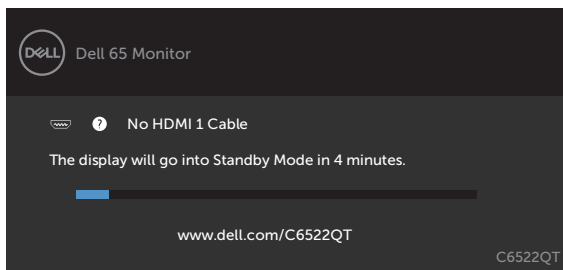 DELL
Dell 65 Monitor
? No HDMI 1 Cable
The display will go into Standby Mode in 4 minutes.
www.dell.com/C6522QT
C6522QT